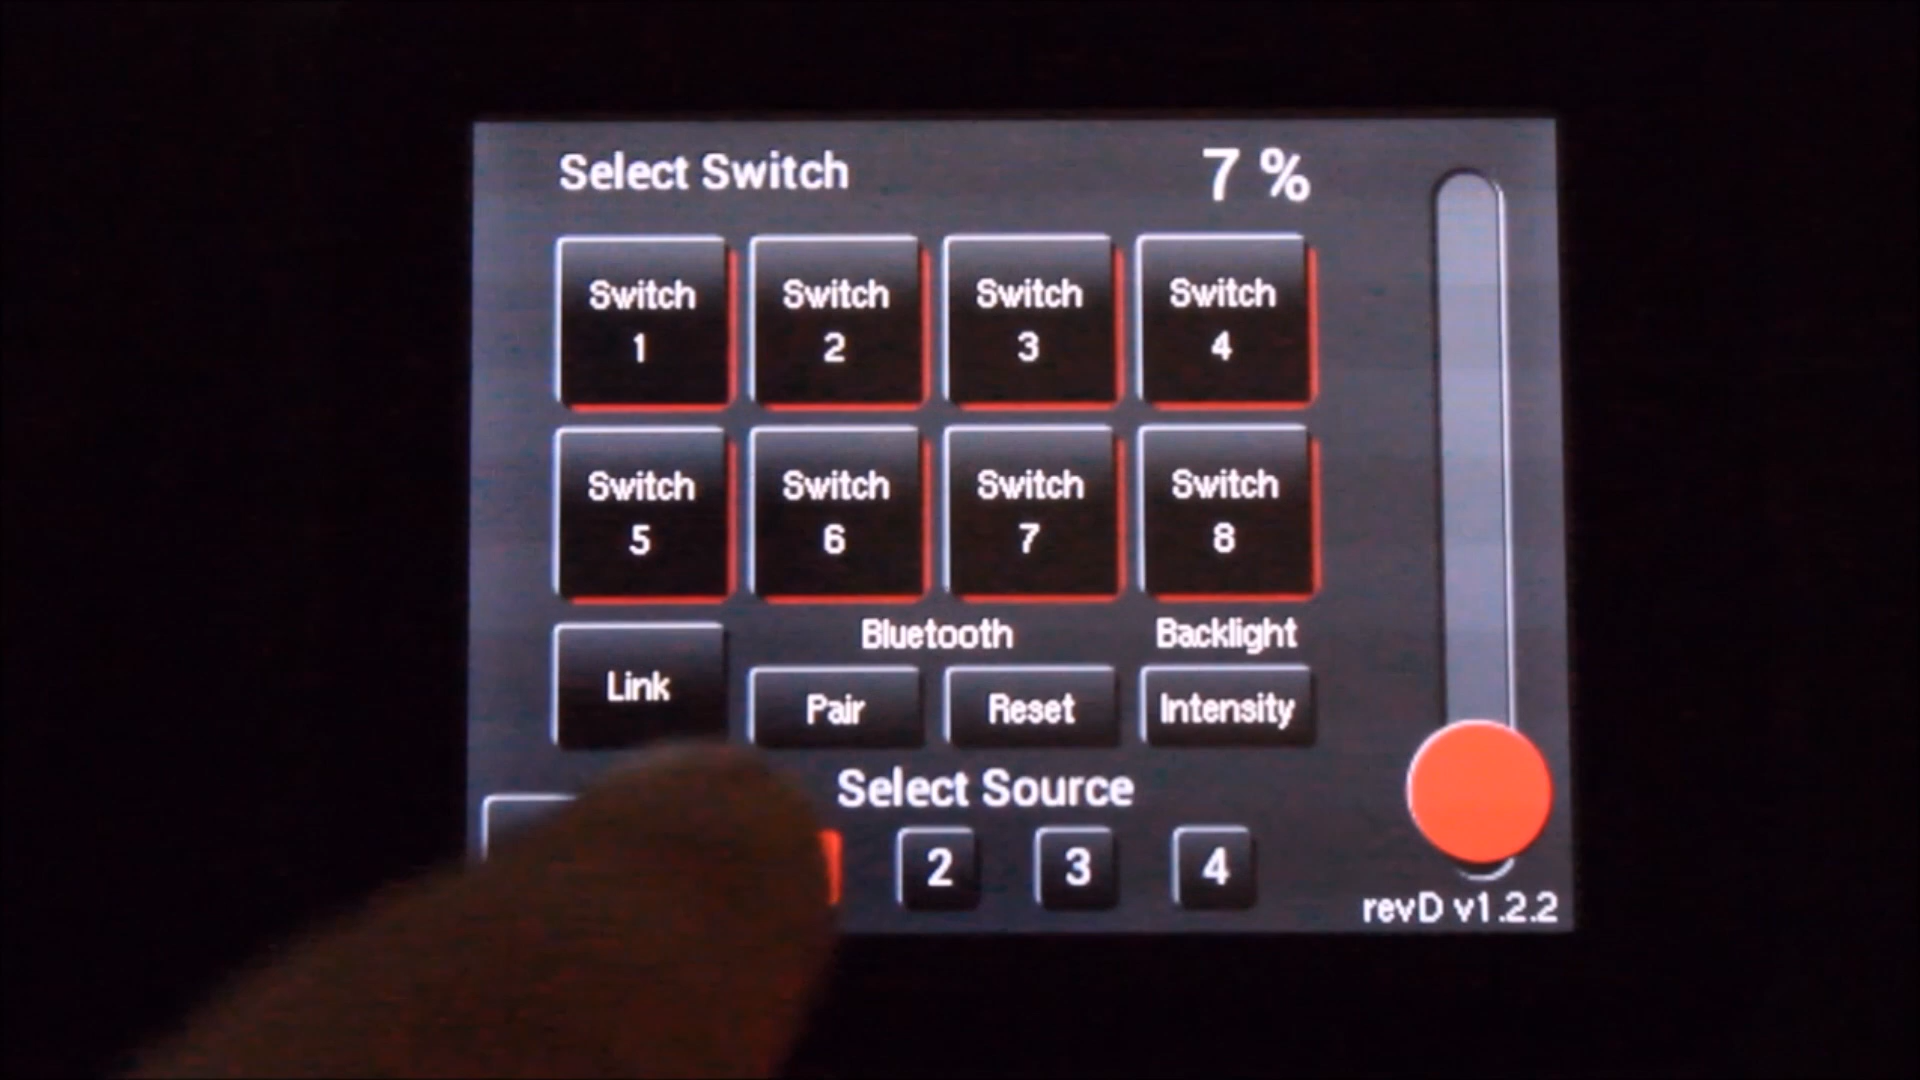 Select Switch
7 %
Switch
1
Switch
2
Switch
3
Switch
4
Switch
5
Switch
6
Switch
7
Switch
8
Link
Bluetooth
Pair
Reset
Backlight
Intensity
Select Source
2
3
4
revD v1.2.2